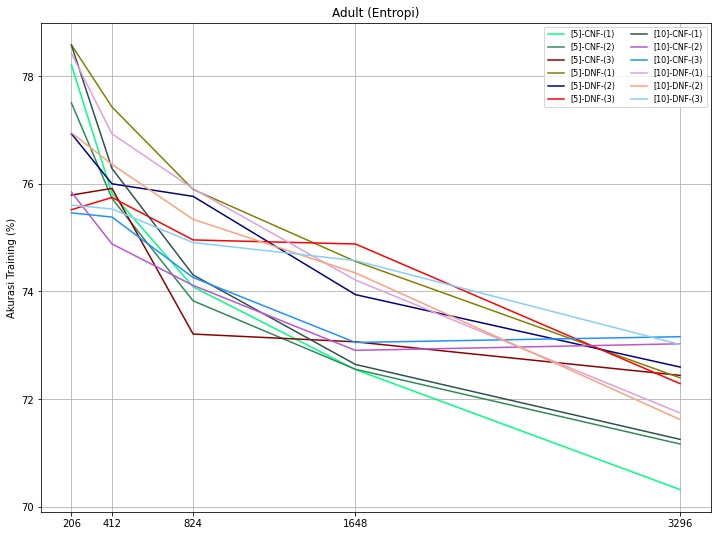 Adult (Entropi)
[5]-CNF-(1) [10]-CNF-(1)
[5]-CNF-(2) [10]-CNF-(2)
[5]-CNF-(3) [10]-CNF-(3)
[5]-DNF-(1) [10]-DNF-(1)
[5]-DNF-(2) [10]-DNF-(2)
[5]-DNF-(3) [10]-DNF-(3)
Akurasi Training (%)
78
76
74
72
70
206 412 824 1648 3296